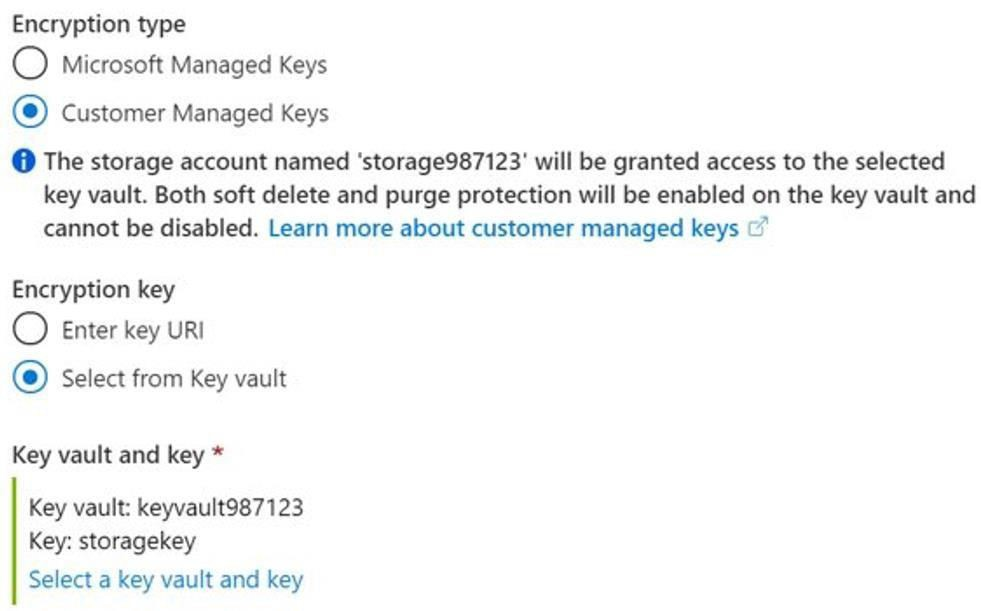 Encryption type
Microsoft Managed Keys
Customer Managed Keys
The storage account named 'storage987123' will be granted access to the selected
key vault. Both soft delete and purge protection will be enabled on the key vault and
cannot be disabled. Learn more about customer managed keys
Encryption key
Enter key URI
Select from Key vault
Key vault and key *
Key vault: keyvault987123
Key: storagekey
Select a key vault and key